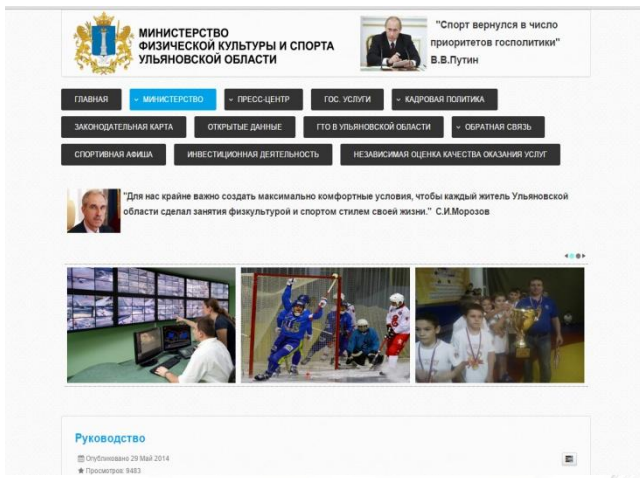 МИНИСТЕРСТВО
ФИЗИЧЕСКОЙ КУЛЬТУРЫ И СПОРТА
УЛЬЯНОВСКОЙ ОБЛАСТИ
"Спорт вернулся в число
приоритетов госполитики"
В.В.Путин
ГЛАВНАЯ МИНИСТЕРСТВО ПРЕСС-ЦЕНТР ГОС. УСЛУГИ КАДРОВАЯ ПОЛИТИКА
ЗАКОНОДАТЕЛЬНАЯ КАРТА ОТКРЫТЫЕ ДАННЫЕ ГТО В УЛЬЯНОВСКОЙ ОБЛАСТИ ОБРАТНАЯ СВЯЗЬ
СПОРТИВНАЯ АФИША ИНВЕСТИЦИОННАЯ ДЕЯТЕЛЬНОСТЬ НЕЗАВИСИМАЯ ОЦЕНКА КАЧЕСТВА ОКАЗАНИЯ УСЛУГ
"Для нас крайне важно создать максимально комфортные условия, чтобы каждый житель Ульяновской
области сделал занятия физкультурой и спортом стилем своей жизни." С.И.Морозов
Руководство
Опубликовано 29 Май 2014
Просмотров: 9483